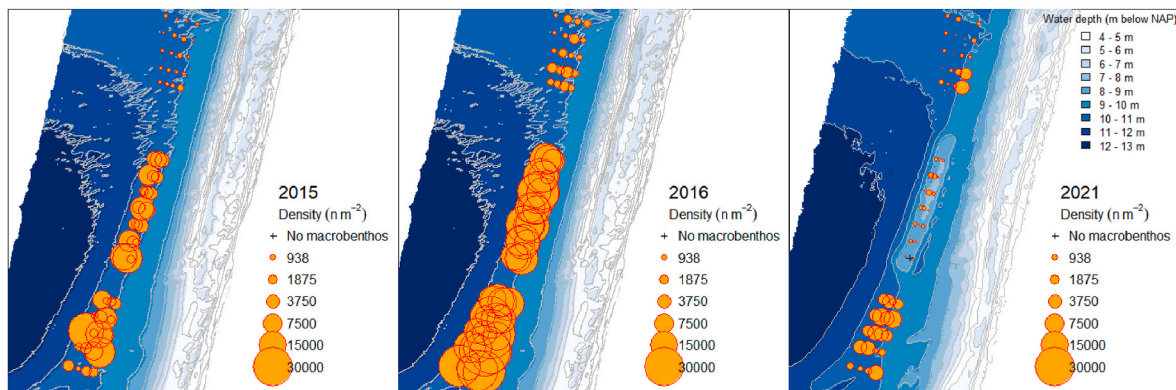 2015
Density (n m⁻²)
+ No macrobenthos
938
1875
3750
7500
15000
30000
2016
Density (n m⁻²)
+ No macrobenthos
938
1875
3750
7500
15000
30000
Water depth (m below NAP)
4 - 5 m
5 - 6 m
6 - 7 m
7 - 8 m
8 - 9 m
9 - 10 m
10 - 11 m
11 - 12 m
12 - 13 m
2021
Density (n m⁻²)
+ No macrobenthos
938
1875
3750
7500
15000
30000